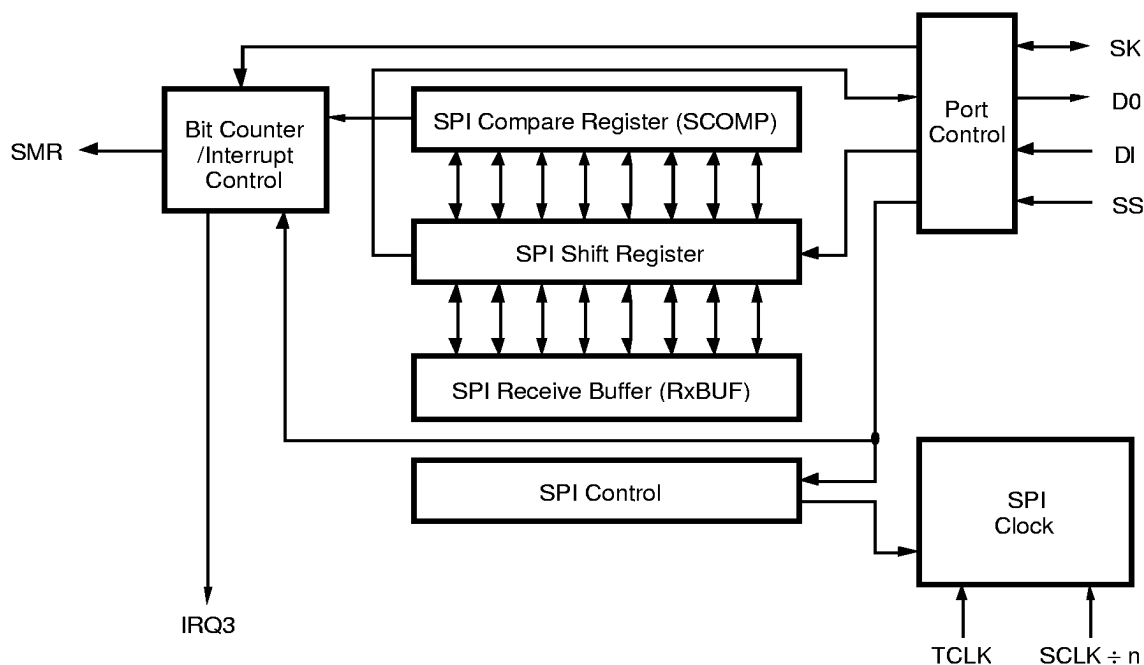 SK
SPI Compare Register (SCOMP)
Port
Control
D0
Bit Counter
/Interrupt
Control
SMR
DI
SS
SPI Shift Register
SPI Receive Buffer (RxBUF)
SPI Control
SPI
Clock
IRQ3
TCLK
SCLK ÷ n